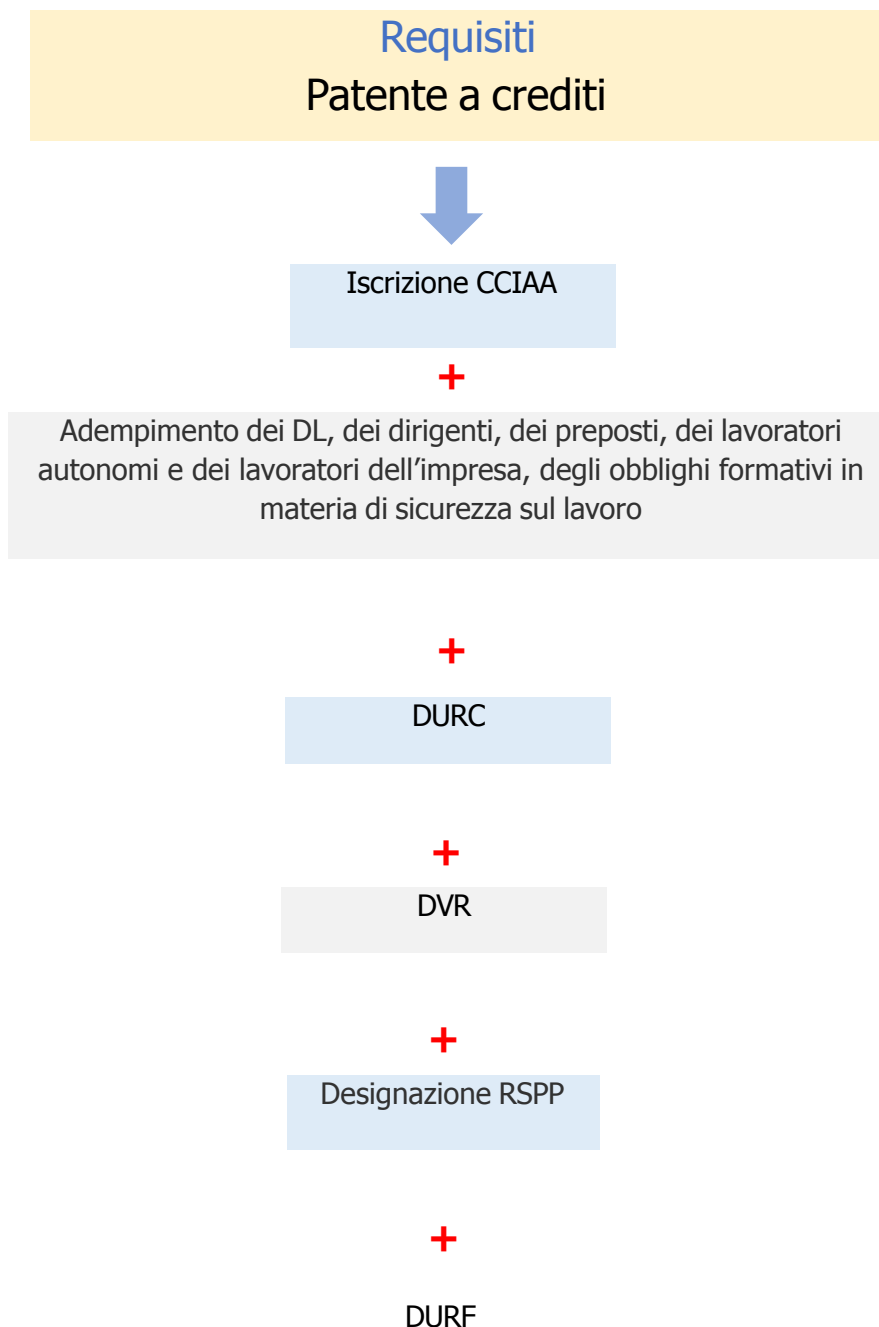 Requisiti
Patente a crediti
Iscrizione CCIAA
+
Adempimento dei DL, dei dirigenti, dei preposti, dei lavoratori
autonomi e dei lavoratori dell’impresa, degli obblighi formativi in
materia di sicurezza sul lavoro
+
DURC
+
DVR
+
Designazione RSPP
+
DURF